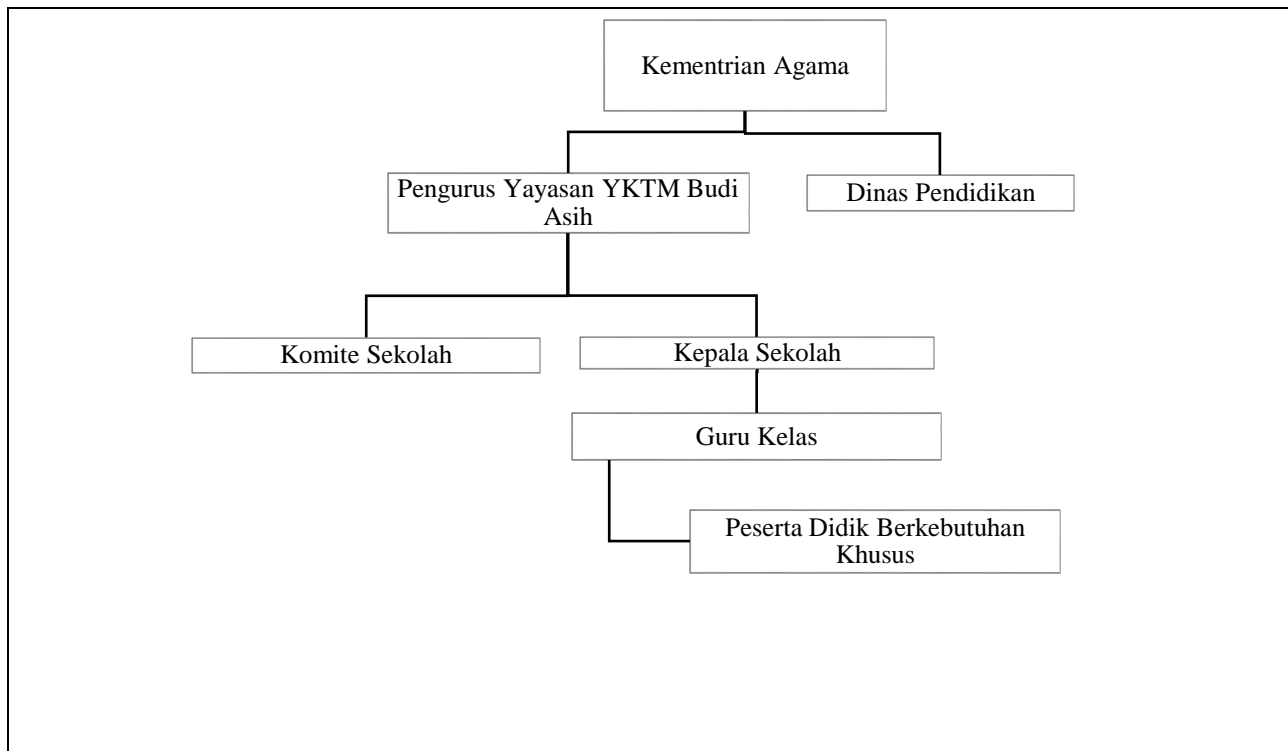 Kementrian Agama
Pengurus Yayasan YKTM Budi
Asih
Dinas Pendidikan
Komite Sekolah
Kepala Sekolah
Guru Kelas
Peserta Didik Berkebutuhan
Khusus